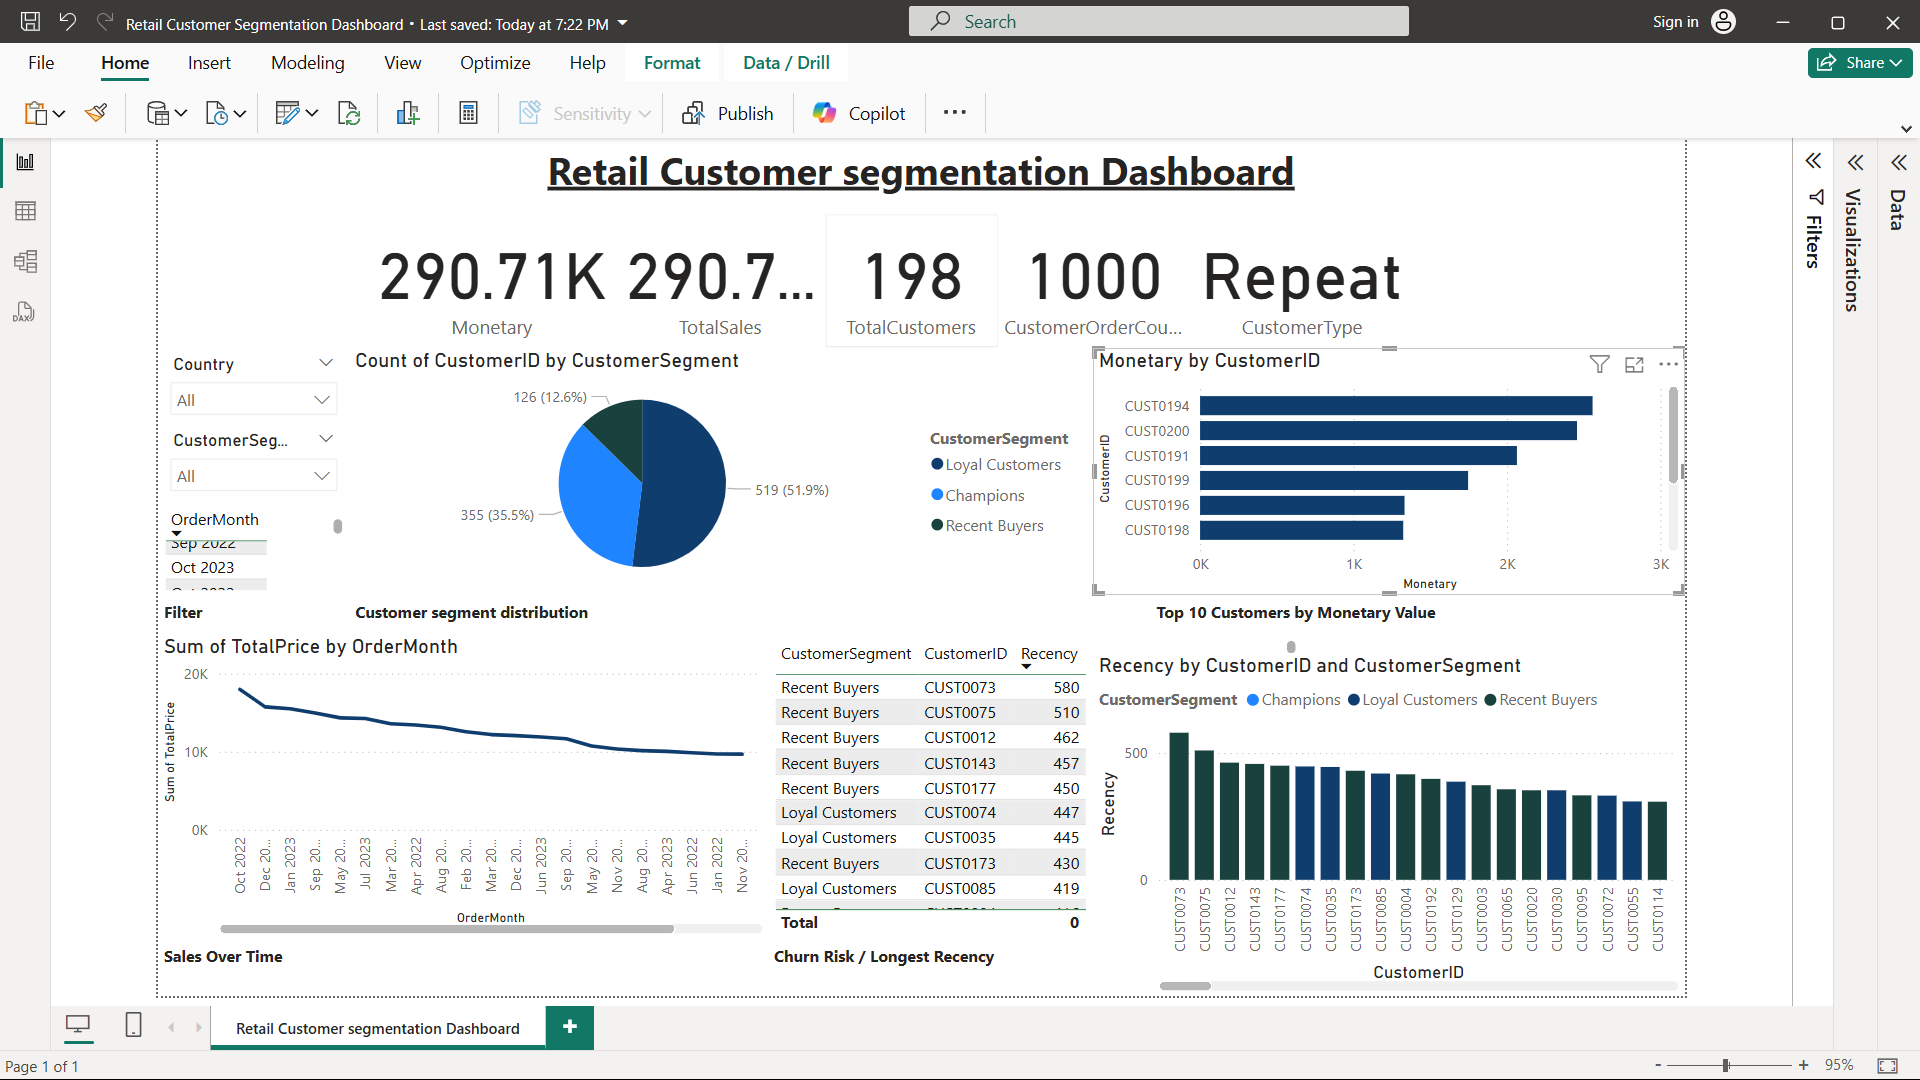 Retail Customer Segmentation Dashboard • Last saved: Today at 7:22 PM
Search
Sign in
File Home Insert Modeling View Optimize Help Format Data / Drill
Share
Sensitivity
Publish
Copilot
Retail Customer segmentation Dashboard
290.71K
Monetary
290.7...
TotalSales
198
TotalCustomers
1000
CustomerOrderCou...
Repeat
CustomerType
Country
All
CustomerSeg...
All
OrderMonth
Sep 2022
Oct 2023
Filter
Count of CustomerID by CustomerSegment
126 (12.6%)
355 (35.5%)
519 (51.9%)
CustomerSegment
Loyal Customers
Champions
Recent Buyers
Customer segment distribution
Monetary by CustomerID
CustomerID
CUST0194
CUST0200
CUST0191
CUST0199
CUST0196
CUST0198
0K 1K 2K 3K
Monetary
Top 10 Customers by Monetary Value
Sum of TotalPrice by OrderMonth
Sum of TotalPrice
20K
10K
0K
Oct 2022
Dec 20...
Jan 2023
Sep 20...
May 20...
Jul 2023
Mar 20...
Apr 2022
Aug 20...
Feb 20...
Mar 20...
Dec 20...
Jun 2023
Sep 20...
May 20...
Nov 20...
Aug 20...
Apr 2023
Jun 2022
Jan 2022
Nov 20...
OrderMonth
Sales Over Time
CustomerSegment CustomerID Recency
Recent Buyers CUST0073 580
Recent Buyers CUST0075 510
Recent Buyers CUST0012 462
Recent Buyers CUST0143 457
Recent Buyers CUST0177 450
Loyal Customers CUST0074 447
Loyal Customers CUST0035 445
Recent Buyers CUST0173 430
Loyal Customers CUST0085 419
Total 0
Churn Risk / Longest Recency
Recency by CustomerID and CustomerSegment
CustomerSegment Champions Loyal Customers Recent Buyers
Recency
500
0
CUST0073
CUST0075
CUST0012
CUST0143
CUST0177
CUST0074
CUST0035
CUST0173
CUST0085
CUST0004
CUST0192
CUST0129
CUST0003
CUST0065
CUST0020
CUST0030
CUST0095
CUST0072
CUST0055
CUST0114
CustomerID
Filters
Visualizations
Data
DAX
Retail Customer segmentation Dashboard
Page 1 of 1
- + 95%